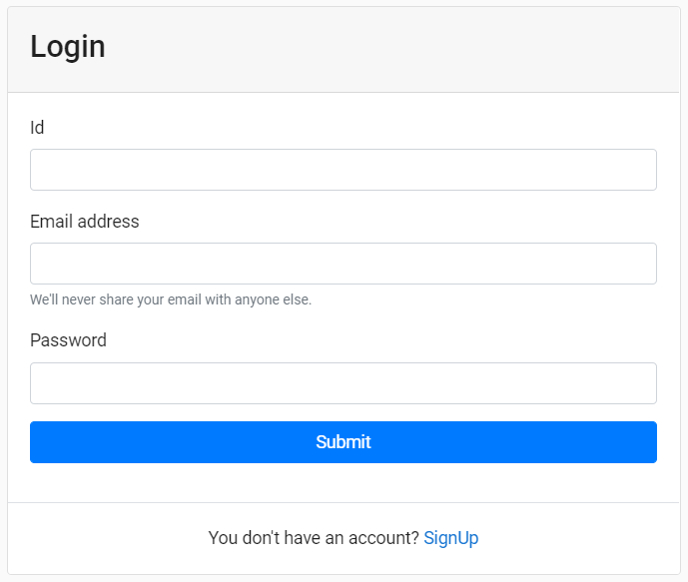 Login
Id
Email address
We'll never share your email with anyone else.
Password
Submit
You don't have an account? SignUp